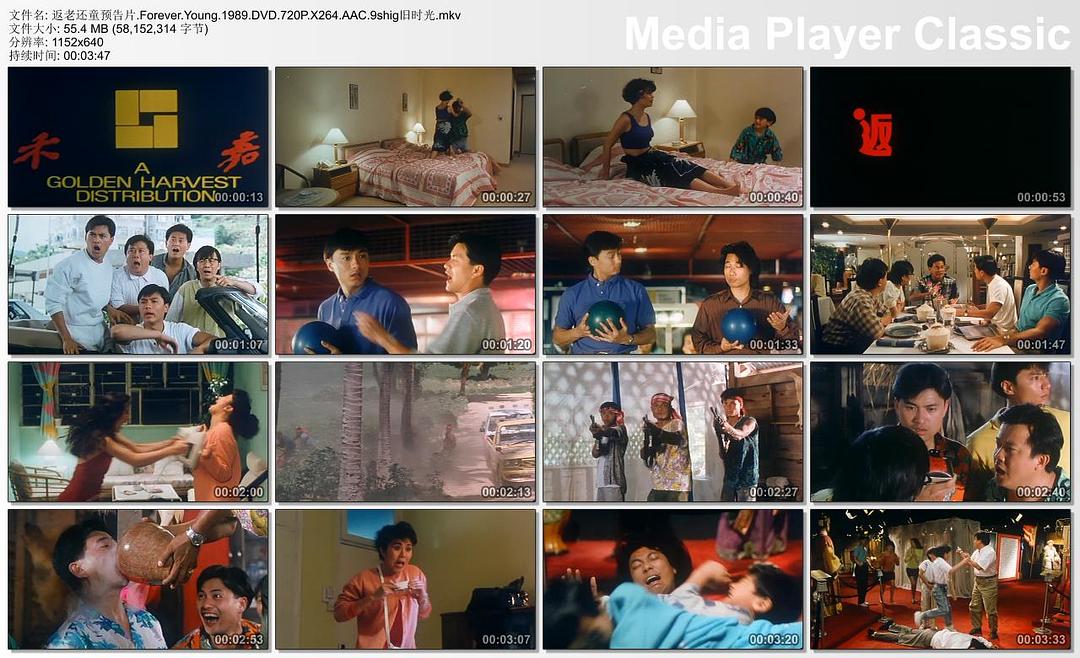 文件名: 返老还童预告片.Forever.Young.1989.DVD.720P.X264.AAC.9shig旧时光.mkv
文件大小: 55.4 MB (58,152,314 字节)
分辨率: 1152x640
持续时间: 00:03:47
Media Player Classic
禾 嘉
A
GOLDEN HARVEST
DISTRIBUTION
00:00:13
00:00:27
00:00:40
返
00:00:53
00:01:07
00:01:20
00:01:33
00:01:47
00:02:00
00:02:13
00:02:27
00:02:40
00:02:53
00:03:07
00:03:20
00:03:33